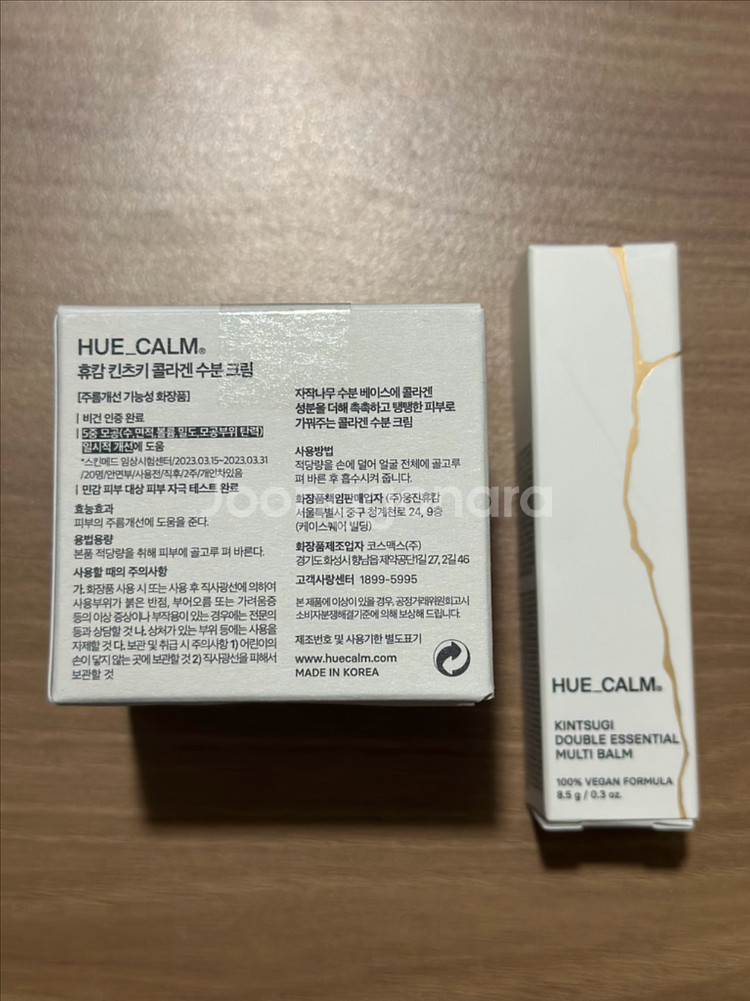 HUE_CALM®
휴캄 킨츠키 콜라겐 수분 크림
[주름개선 기능성 화장품]
| 비건 인증 완료
5중 모공(수,면적,볼륨,밀도,모공부위 탄력)
일시적 개선에 도움
*스킨메드 임상시험센터/2023.03.15~2023.03.31
/20명/안면부/사용전/직후/2주/개인차있음
| 민감 피부 대상 피부 자극 테스트 완료
효능효과
피부의 주름개선에 도움을 준다.
용법용량
본품 적당량을 취해 피부에 골고루 펴 바른다.
사용할 때의 주의사항
가. 화장품 사용 시 또는 사용 후 직사광선에 의하여
사용부위가 붉은 반점, 부어오름 또는 가려움증
등의 이상 증상이나 부작용이 있는 경우에는 전문의
등과 상담할 것 나. 상처가 있는 부위 등에는 사용을
자제할 것 다. 보관 및 취급 시 주의사항 1) 어린이의
손이 닿지 않는 곳에 보관할 것 2) 직사광선을 피해서
보관할 것
자작나무 수분 베이스에 콜라겐
성분을 더해 촉촉하고 탱탱한 피부로
가꿔주는 콜라겐 수분 크림
사용방법
적당량을 손에 덜어 얼굴 전체에 골고루
펴 바른 후 흡수시켜 줍니다.
화장품책임판매업자 (주)웅진휴캄
서울특별시 중구 청계천로 24, 9층
(케이스퀘어 빌딩)
화장품제조업자 코스맥스(주)
경기도 화성시 향남읍 제약공단1길 27, 2길 46
고객사랑센터 1899-5995
본 제품에 이상이 있을 경우, 공정거래위원회고시
소비자분쟁해결기준에 의해 보상해 드립니다.
제조번호 및 사용기한 별도표기
www.huecalm.com
MADE IN KOREA
HUE_CALM®
KINTSUGI
DOUBLE ESSENTIAL
MULTI BALM
100% VEGAN FORMULA
8.5 g / 0.3 oz.
Joonggonara